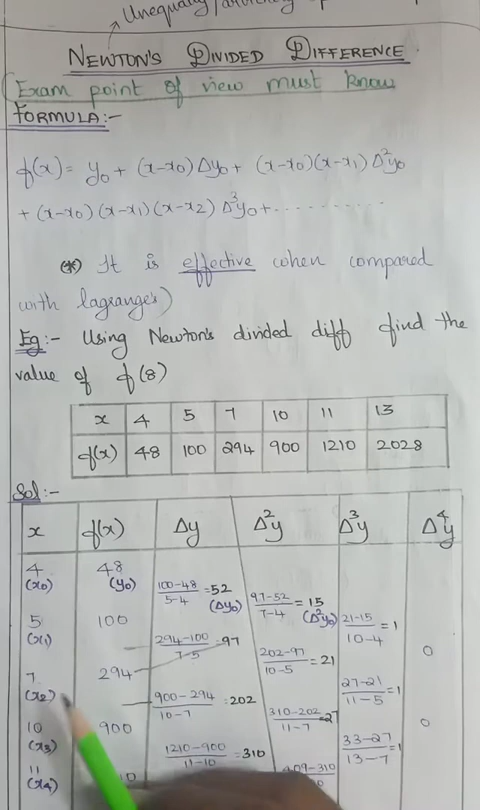 Unequally
NEWTON'S DIVIDED DIFFERENCE
Exam point of view must know
FORMULA:-
f(x) = y0 + (x-x0) Δy0 + (x-x0)(x-x1) Δ²y0
+ (x-x0) (x-x1) (x-x2) Δ³y0 + ............
(*) It is effective when compared
with lagrange's)
Eg:- Using Newton's divided diff find the
value of f(8)
x 4 5 7 10 11 13
f(x) 48 100 294 900 1210 2028
Sol:-
x f(x) Δy Δ²y Δ³y Δ⁴y
4 48
(x0) (y0) 100-48/5-4 = 52 97-52/7-4 = 15
(Δy0) (Δ²y0) 21-15/10-4 = 1
5 100
(x1) 294-100/7-5 = 97 202-97/10-5 = 21 0
7 294 27-21/11-5 = 1
(x2) 900-294/10-7 = 202 310-202/11-7 = 27
10 900 0
(x3) 1210-900/11-10 = 310 33-27/13-7 = 1
11
(x4) 409-310